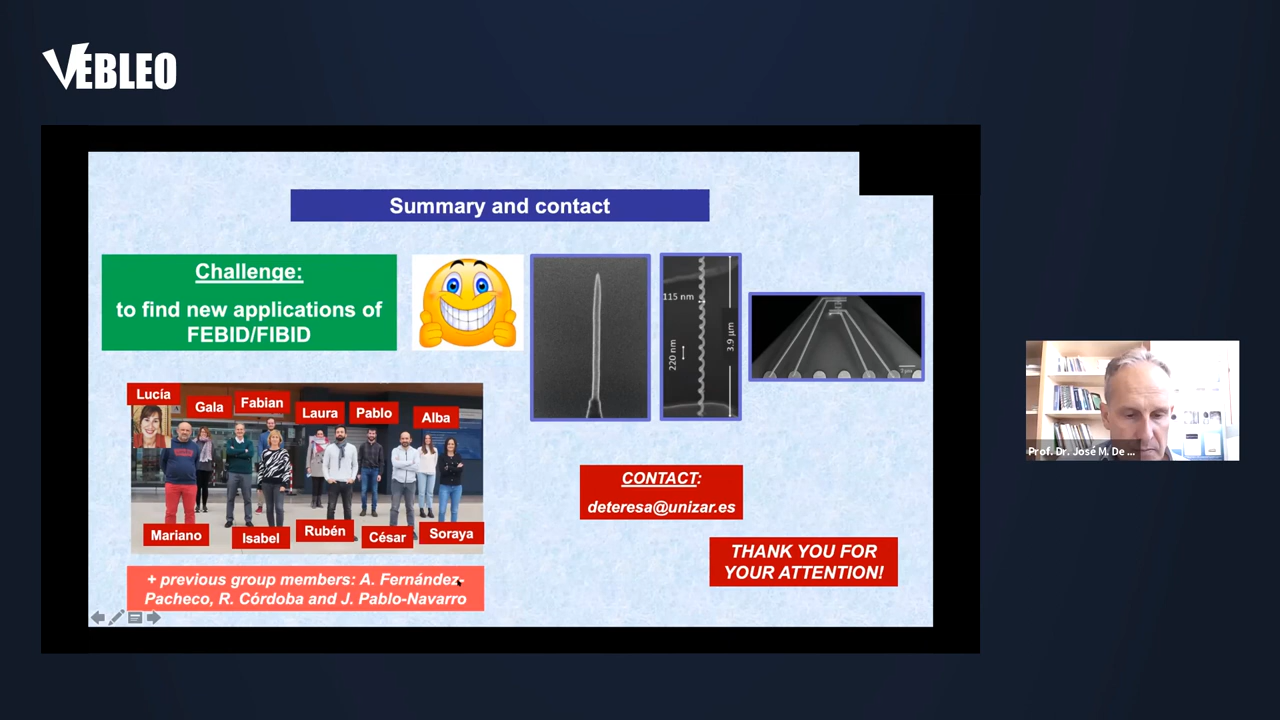 VEBLEO
Summary and contact
Challenge:
to find new applications of
FEBID/FIBID
115 nm
220 nm
3.9 µm
Lucía
Gala
Fabian
Laura
Pablo
Alba
Mariano
Isabel
Rubén
César
Soraya
+ previous group members: A. Fernández-
Pacheco, R. Córdoba and J. Pablo-Navarro
CONTACT:
deteresa@unizar.es
THANK YOU FOR
YOUR ATTENTION!
Prof. Dr. José M. De ...